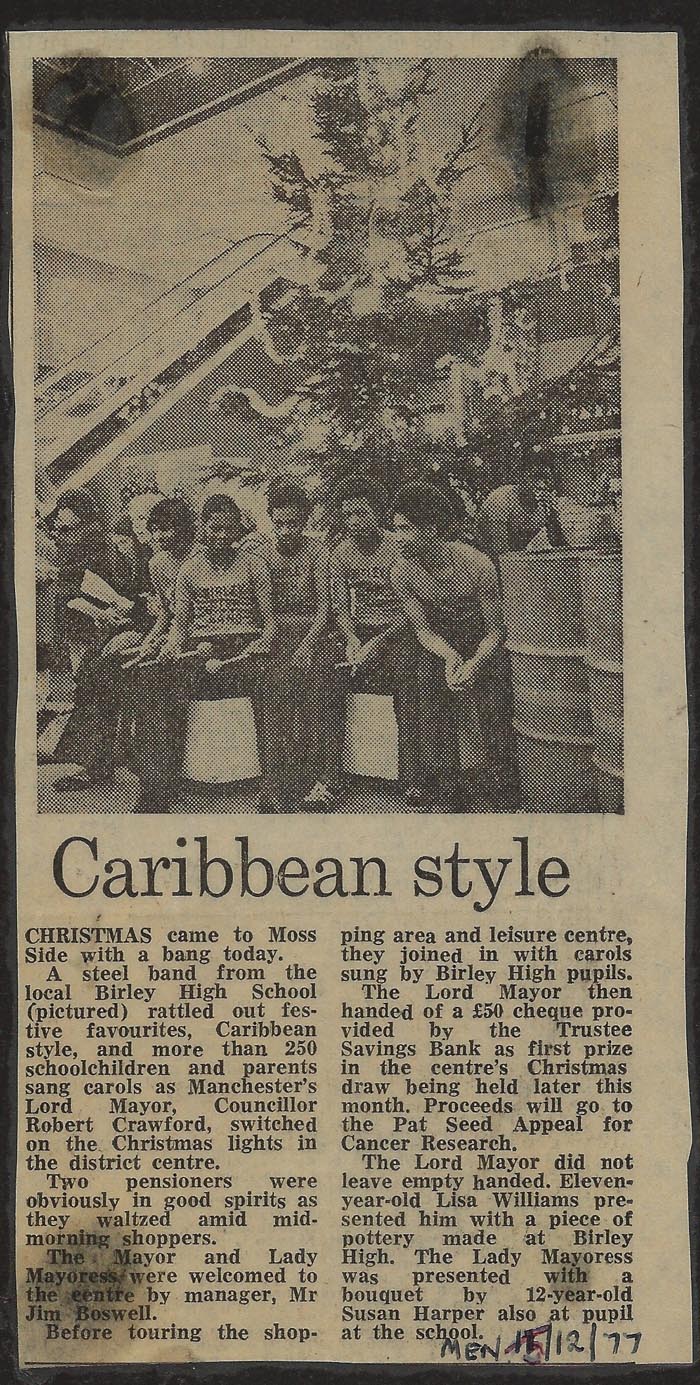 Caribbean style
CHRISTMAS came to Moss
Side with a bang today.
A steel band from the
local Birley High School
(pictured) rattled out fes-
tive favourites, Caribbean
style, and more than 250
schoolchildren and parents
sang carols as Manchester's
Lord Mayor, Councillor
Robert Crawford, switched
on the Christmas lights in
the district centre.
Two pensioners were
obviously in good spirits as
they waltzed amid mid-
morning shoppers.
The Mayor and Lady
Mayoress were welcomed to
the centre by manager, Mr
Jim Boswell.
Before touring the shop-
ping area and leisure centre,
they joined in with carols
sung by Birley High pupils.
The Lord Mayor then
handed of a £50 cheque pro-
vided by the Trustee
Savings Bank as first prize
in the centre's Christmas
draw being held later this
month. Proceeds will go to
the Pat Seed Appeal for
Cancer Research.
The Lord Mayor did not
leave empty handed. Eleven-
year-old Lisa Williams pre-
sented him with a piece of
pottery made at Birley
High. The Lady Mayoress
was presented with a
bouquet by 12-year-old
Susan Harper also at pupil
at the school.
MEN 15/12/77